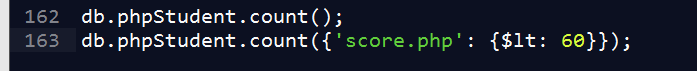 162 db.phpStudent.count();
163 db.phpStudent.count({'score.php': {$lt: 60}});